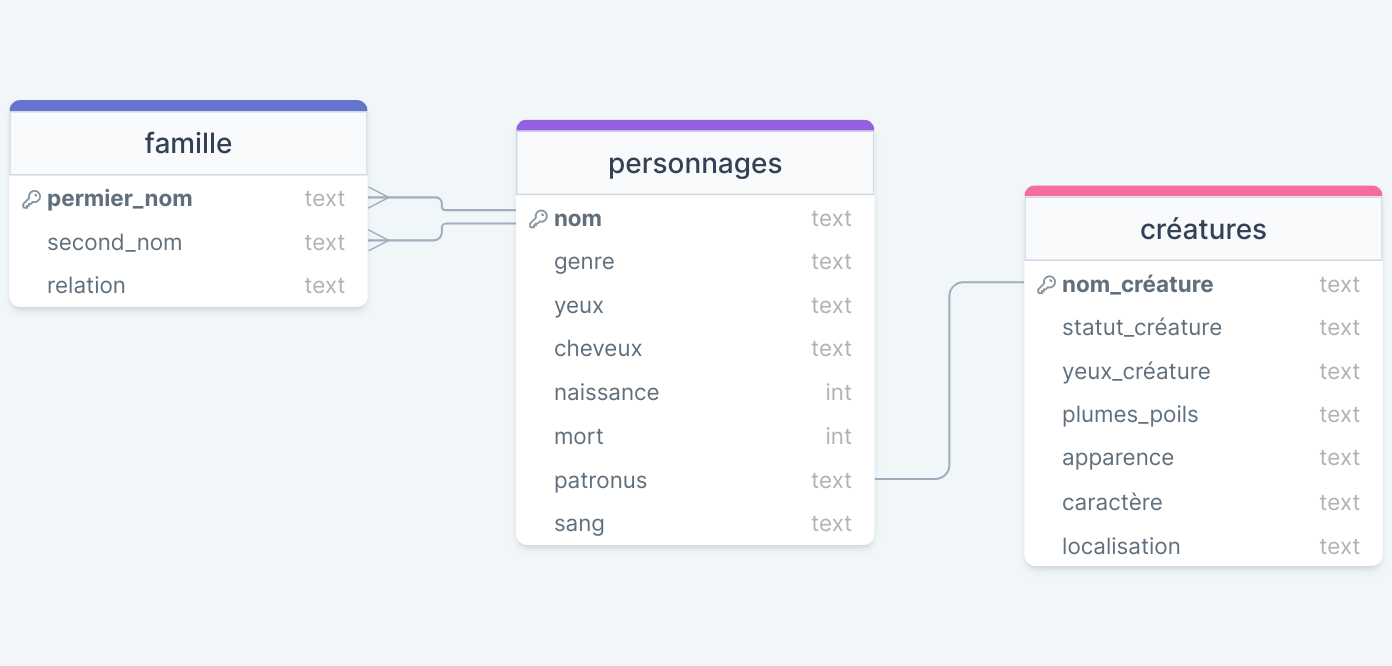 famille
permier_nom text
second_nom text
relation text
personnages
nom text
genre text
yeux text
cheveux text
naissance int
mort int
patronus text
sang text
créatures
nom_créature text
statut_créature text
yeux_créature text
plumes_poils text
apparence text
caractère text
localisation text